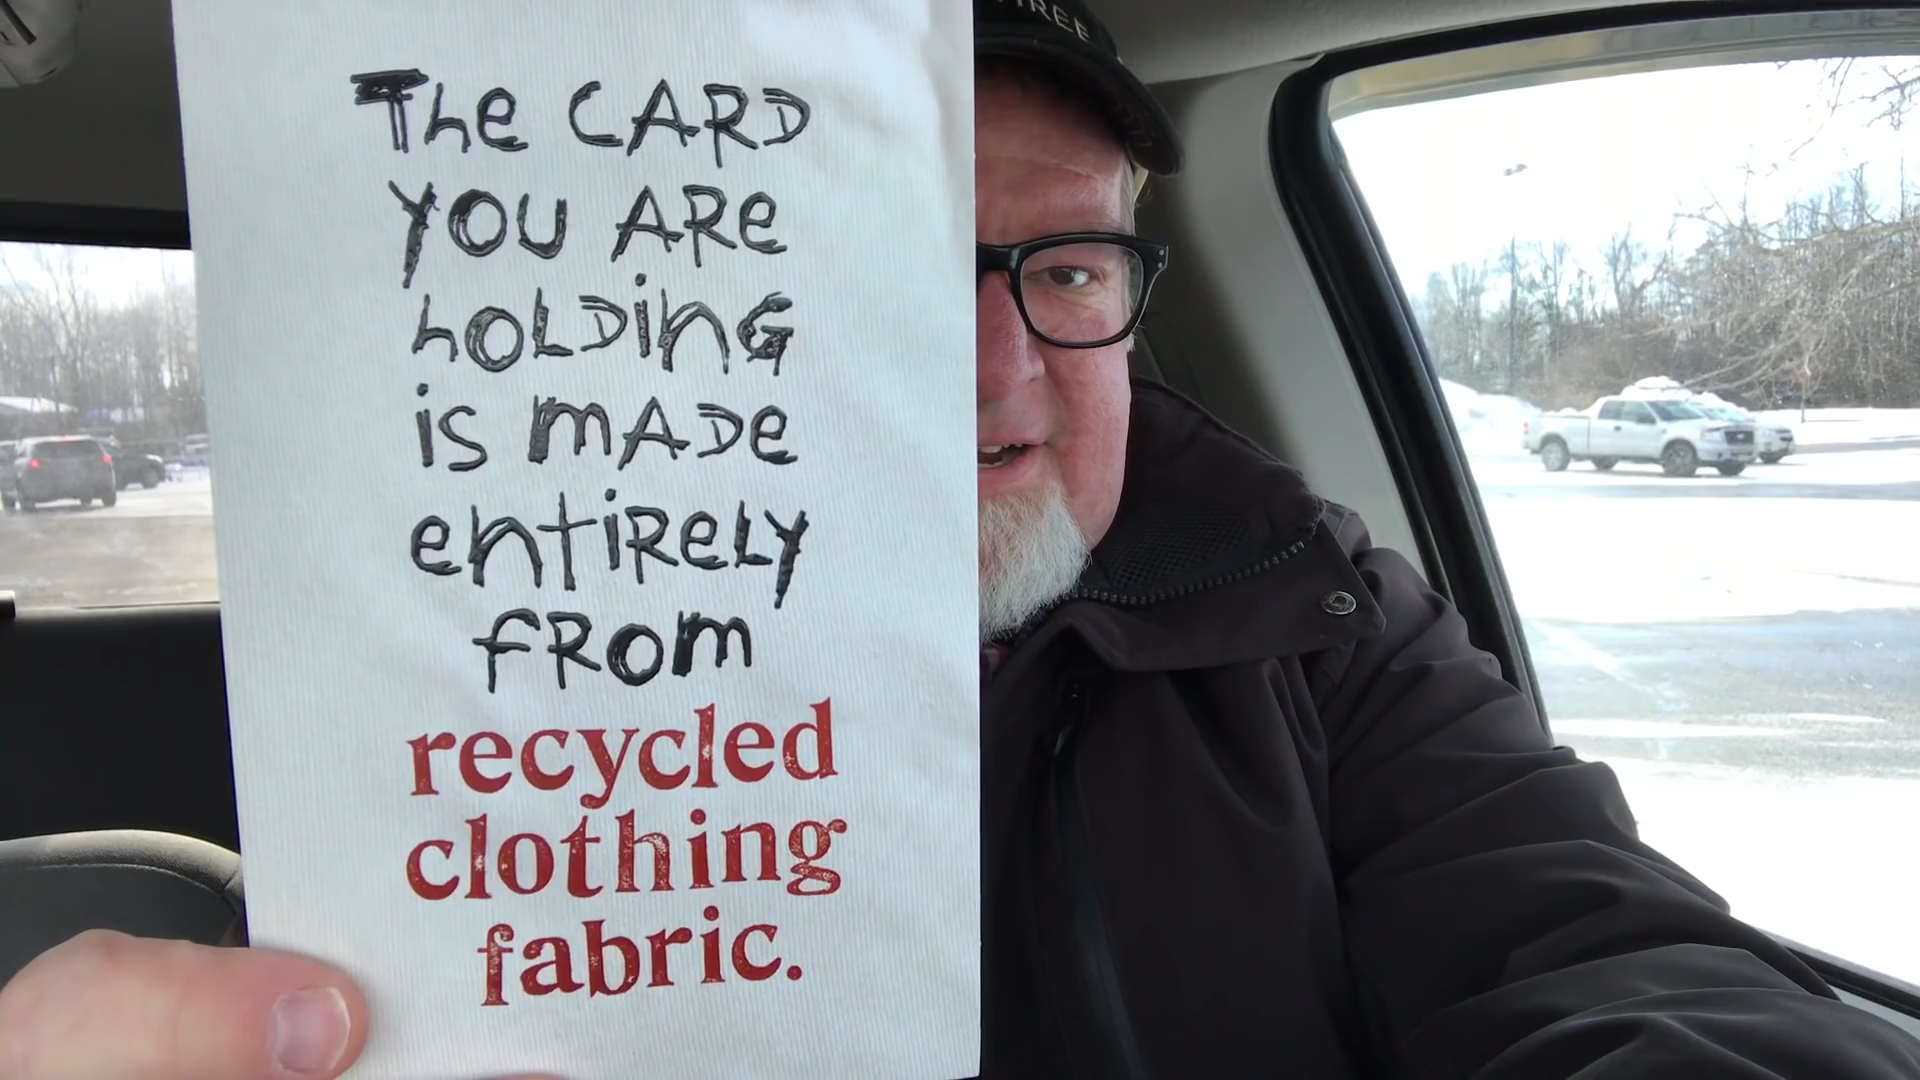 The CARD
YOU ARe
hOLDinG
is mADe
entiReLY
fROm
recycled
clothing
fabric.